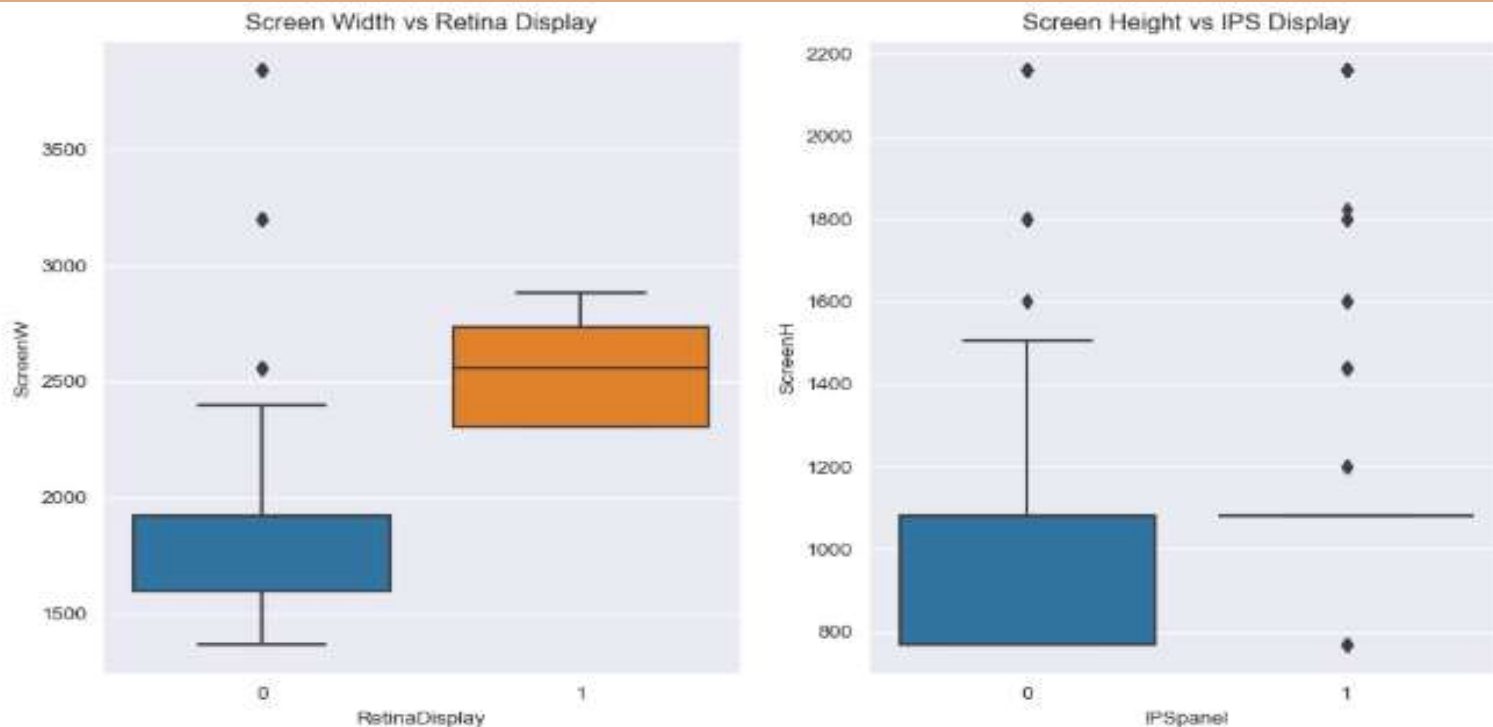 Screen Width vs Retina Display
3500
3000
2500
2000
1500
ScreenW
0
1
RetinaDisplay
Screen Height vs IPS Display
2200
2000
1800
1600
1400
1200
1000
800
ScreenH
0
1
IPSpanel